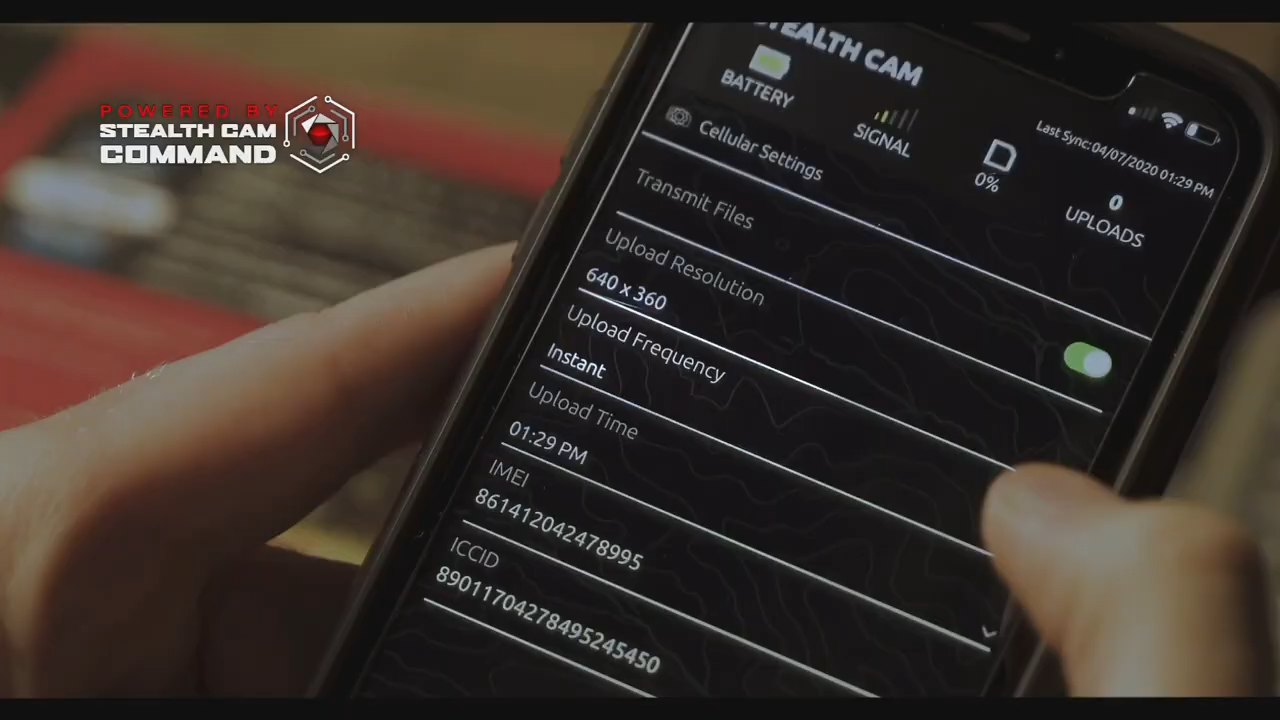 POWERED BY
STEALTH CAM
COMMAND
STEALTH CAM
BATTERY
SIGNAL
0%
0
UPLOADS
Last Sync: 04/07/2020 01:29 PM
Cellular Settings
Transmit Files
Upload Resolution
640 x 360
Upload Frequency
Instant
Upload Time
01:29 PM
IMEI
861412042478995
ICCID
89011704278495245450